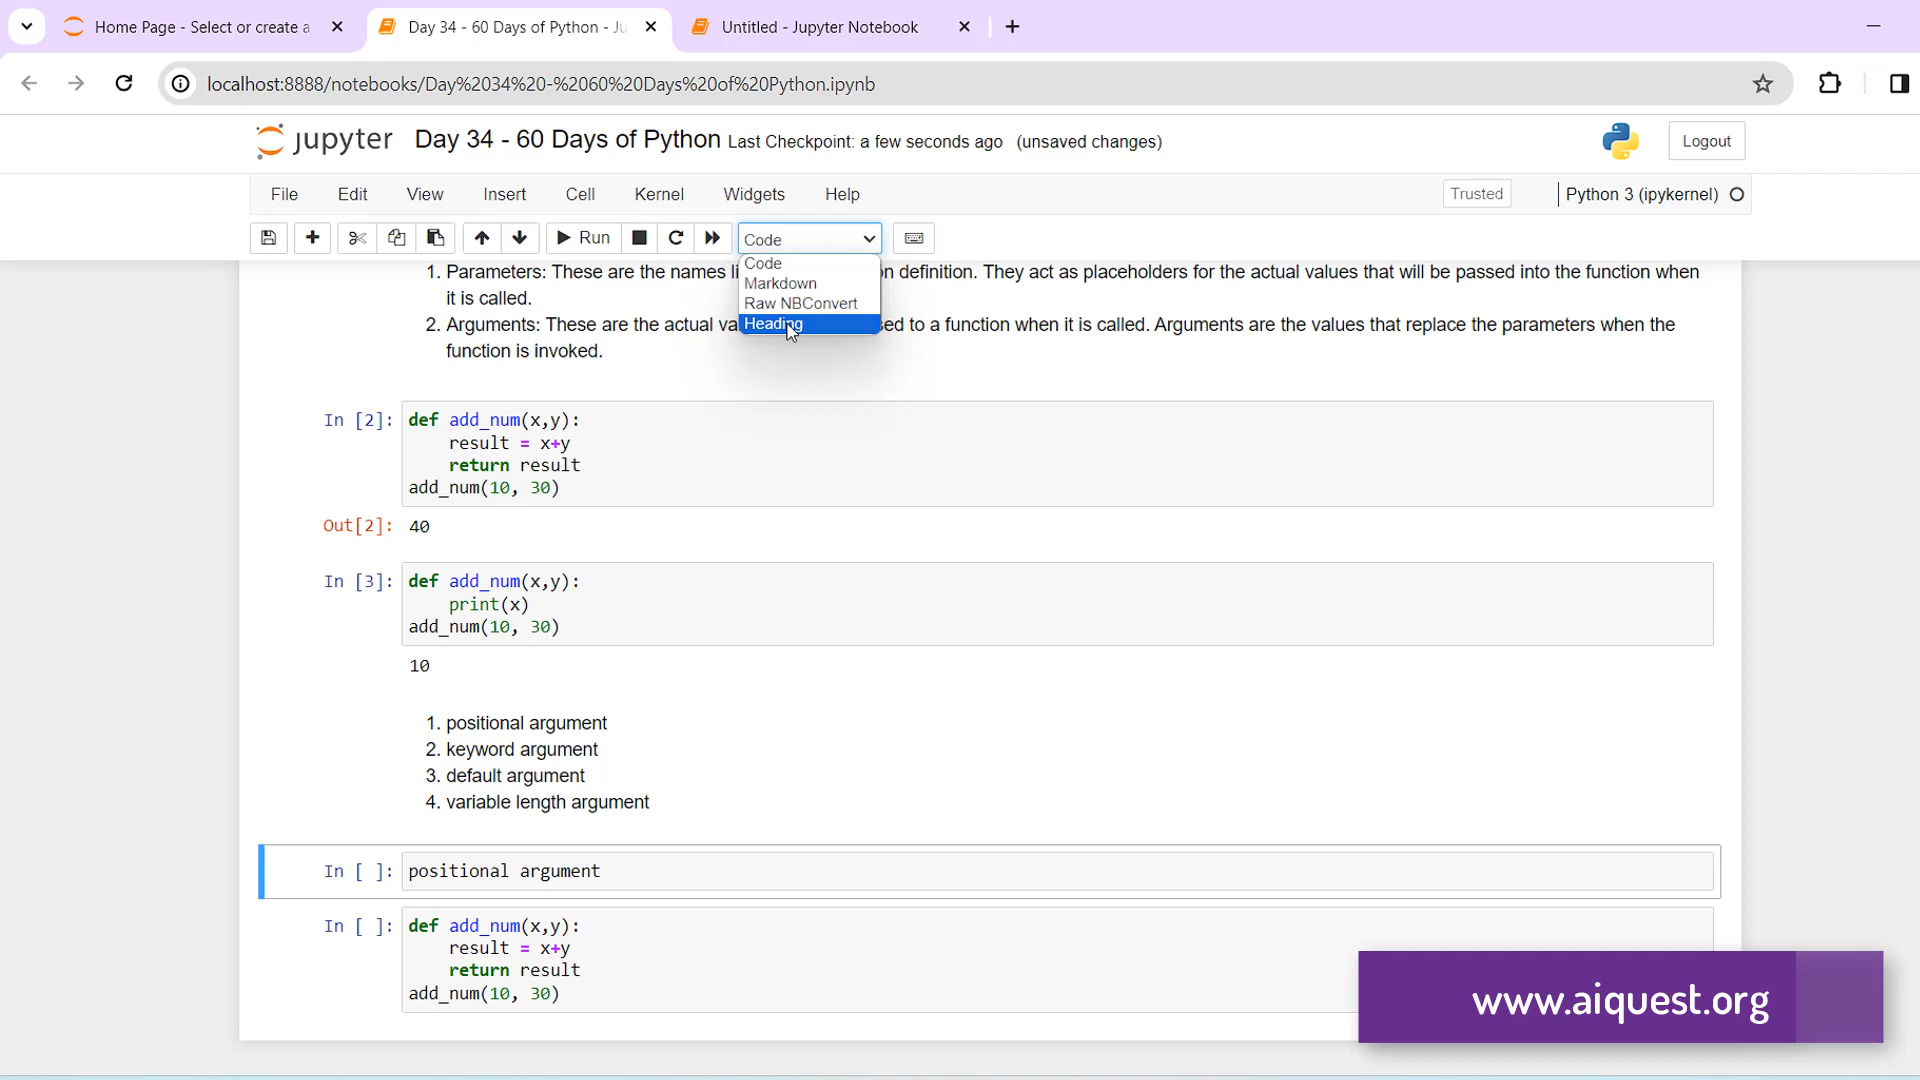 Home Page - Select or create a
Day 34 - 60 Days of Python - Ju
Untitled - Jupyter Notebook
localhost:8888/notebooks/Day%2034%20-%2060%20Days%20of%20Python.ipynb
jupyter Day 34 - 60 Days of Python Last Checkpoint: a few seconds ago (unsaved changes)
Logout
File Edit View Insert Cell Kernel Widgets Help
Trusted
Python 3 (ipykernel)
Run
Code
Code
Markdown
Raw NBConvert
Heading
1. Parameters: These are the names li n definition. They act as placeholders for the actual values that will be passed into the function when
it is called.
2. Arguments: These are the actual va sed to a function when it is called. Arguments are the values that replace the parameters when the
function is invoked.
In [2]: def add_num(x,y):
result = x+y
return result
add_num(10, 30)
Out[2]: 40
In [3]: def add_num(x,y):
print(x)
add_num(10, 30)
10
1. positional argument
2. keyword argument
3. default argument
4. variable length argument
In [ ]: positional argument
In [ ]: def add_num(x,y):
result = x+y
return result
add_num(10, 30)
www.aiquest.org